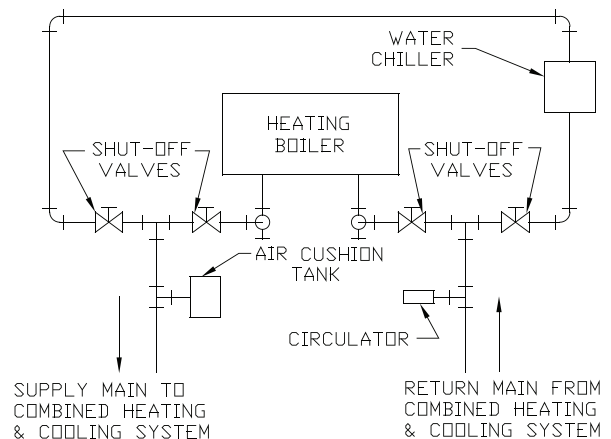 WATER
CHILLER
HEATING
BOILER
SHUT-OFF
VALVES
SHUT-OFF
VALVES
AIR CUSHION
TANK
CIRCULATOR
SUPPLY MAIN TO
COMBINED HEATING
& COOLING SYSTEM
RETURN MAIN FROM
COMBINED HEATING
& COOLING SYSTEM